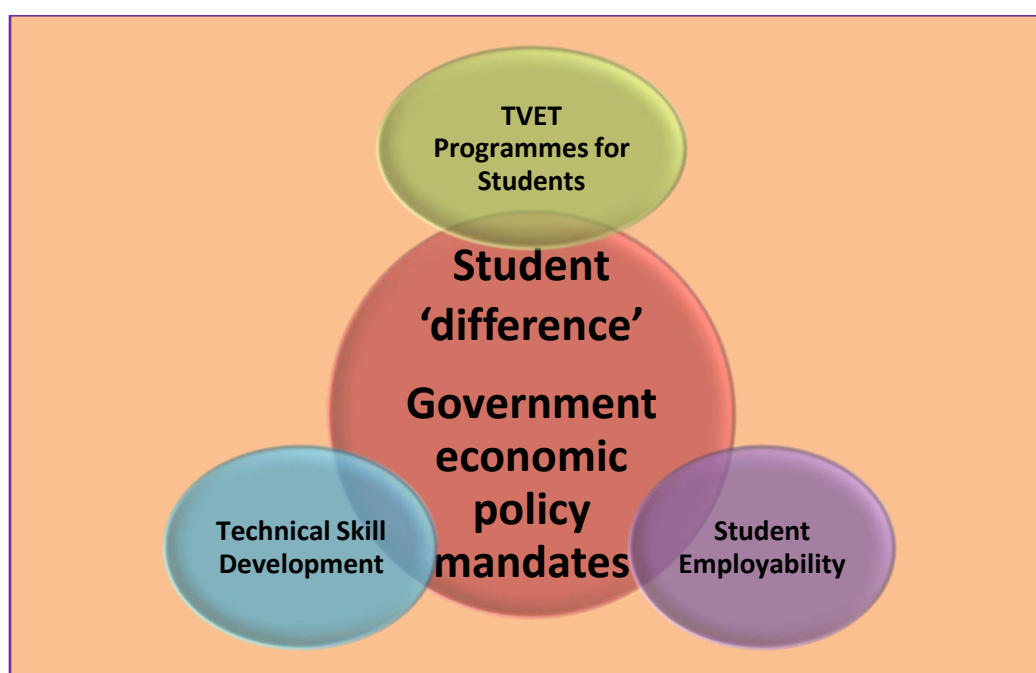 TVET
Programmes for
Students
Student
‘difference’
Government
economic
policy
mandates
Technical Skill
Development
Student
Employability